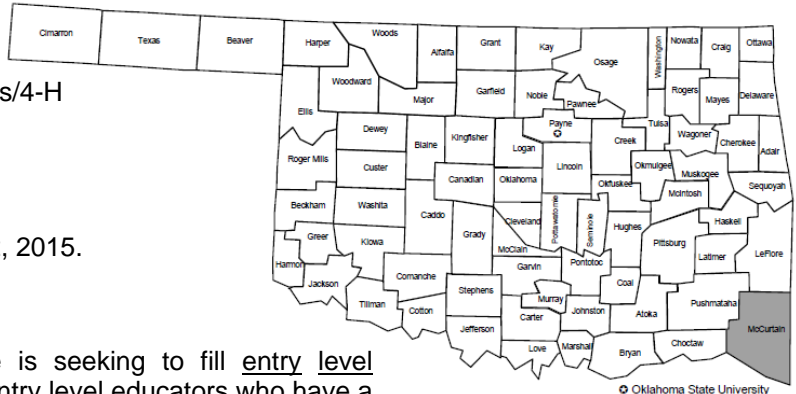 Cimarron
Texas
Beaver
Harper
Woods
Alfalfa
Grant
Kay
Osage
Washington
Nowata
Craig
Ottawa
s/4-H
Ellis
Woodward
Major
Garfield
Noble
Pawnee
Rogers
Mayes
Delaware
Dewey
Blaine
Kingfisher
Logan
Payne
Creek
Tulsa
Wagoner
Cherokee
Adair
Roger Mills
Custer
Canadian
Oklahoma
Lincoln
Okfuskee
Okmulgee
Muskogee
McIntosh
Sequoyah
Beckham
Washita
Caddo
Grady
Cleveland
Pottawatomie
Seminole
Hughes
Pittsburg
Haskell
, 2015.
Harmon
Greer
Kiowa
McClain
Garvin
Pontotoc
Latimer
LeFlore
Jackson
Comanche
Stephens
Murray
Coal
Pushmataha
Tillman
Cotton
Carter
Johnston
Atoka
McCurtain
Jefferson
Love
Marshall
Bryan
Choctaw
e is seeking to fill entry level
ntry level educators who have a
Oklahoma State University